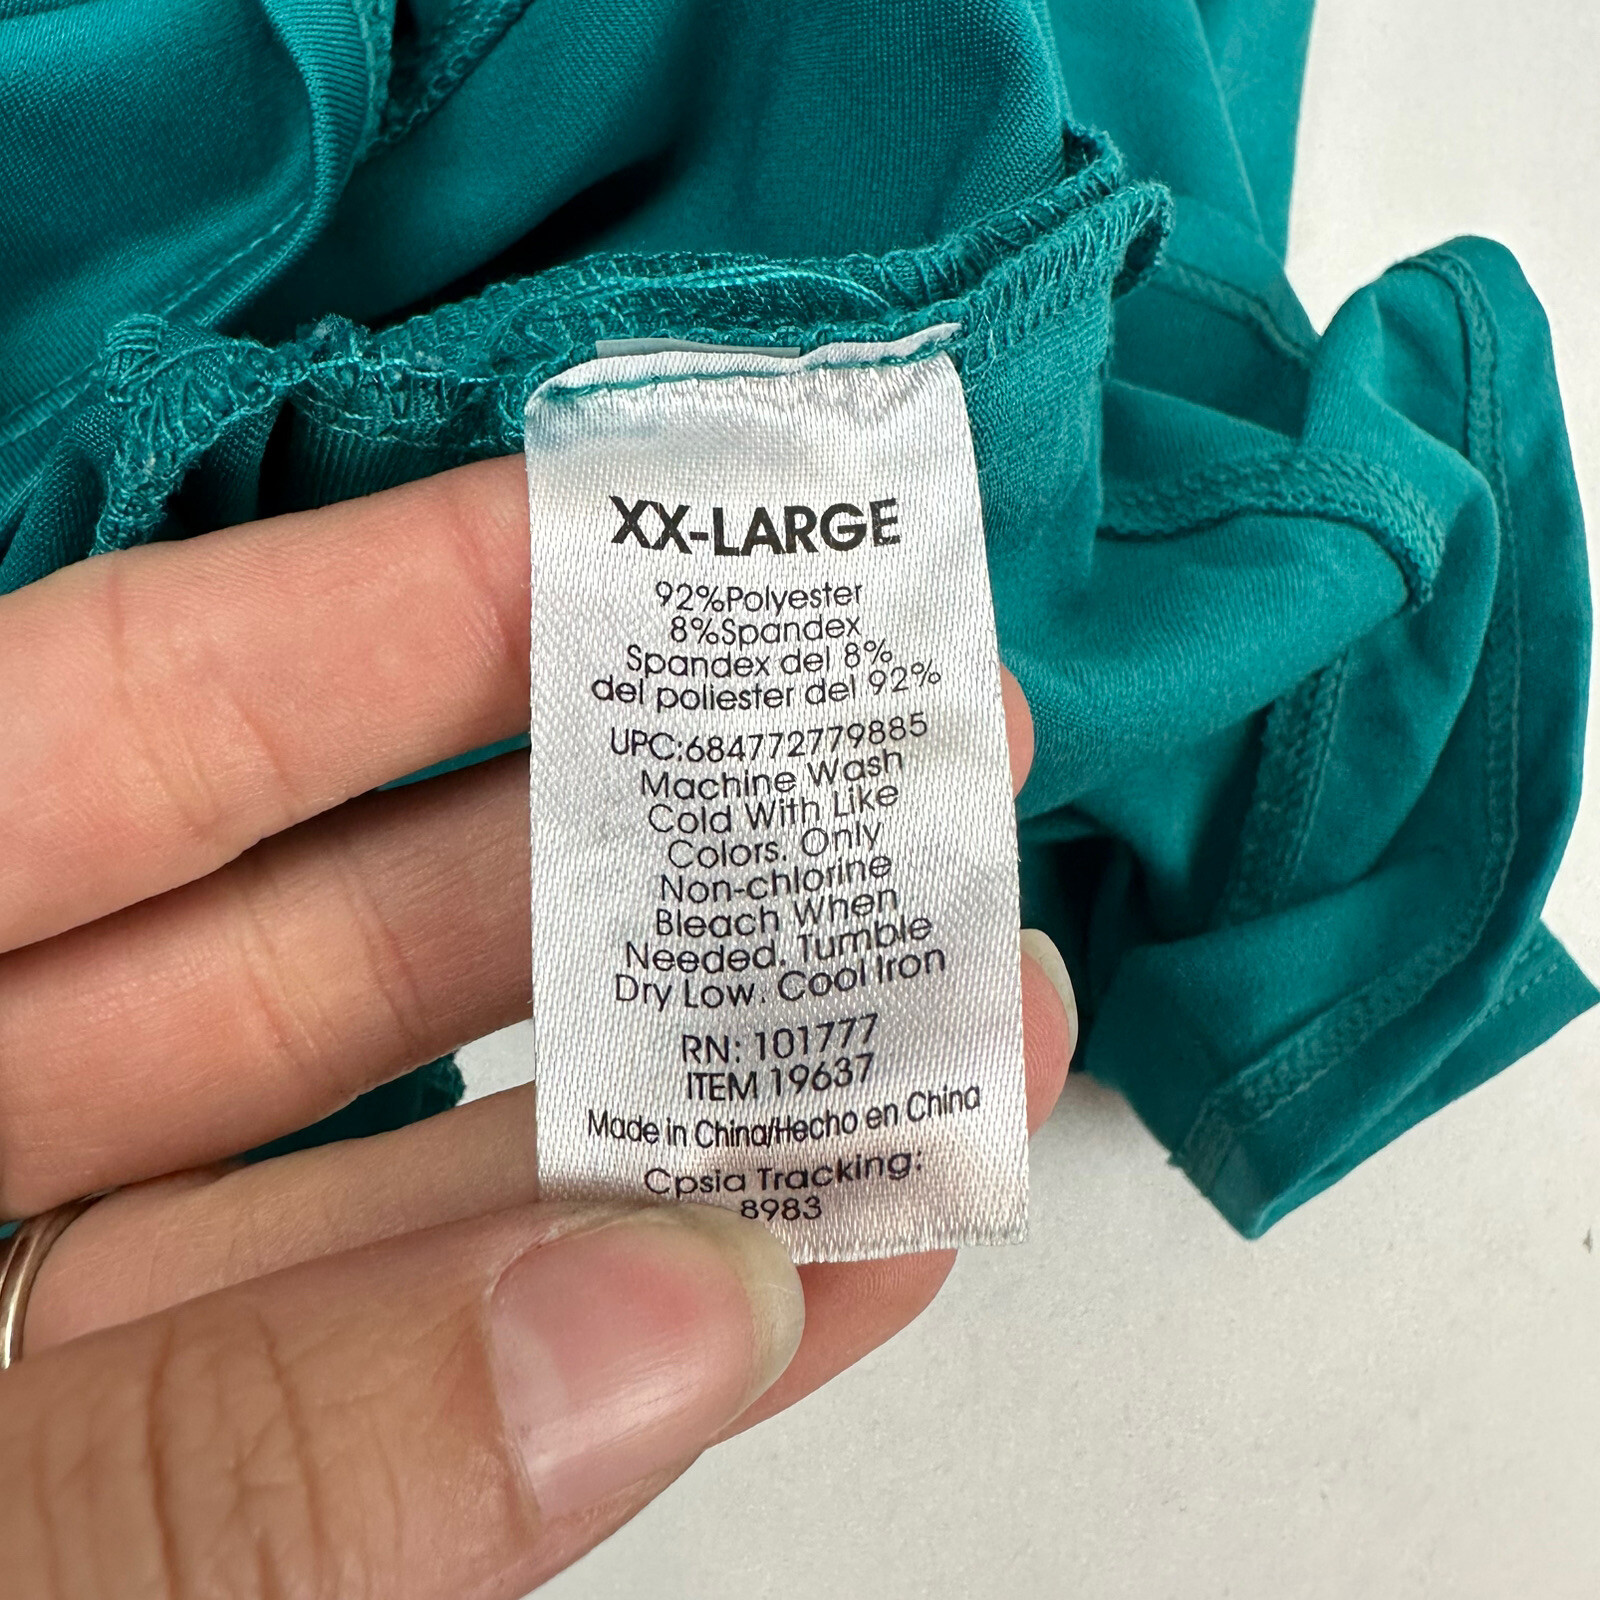 XX-LARGE
92%Polyester
8%Spandex
Spandex del 8%
del poliester del 92%
UPC:684772779885
Machine Wash
Cold With Like
Colors. Only
Non-chlorine
Bleach When
Needed. Tumble
Dry Low. Cool Iron
RN: 101777
ITEM 19637
Made in China/Hecho en China
Cpsia Tracking:
8983